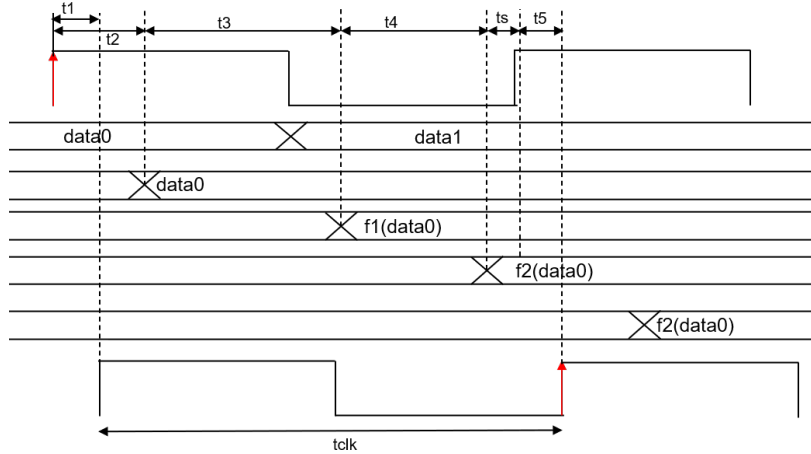 t1
t2
t3
t4
ts
t5
data0
data1
data0
f1(data0)
f2(data0)
f2(data0)
tclk